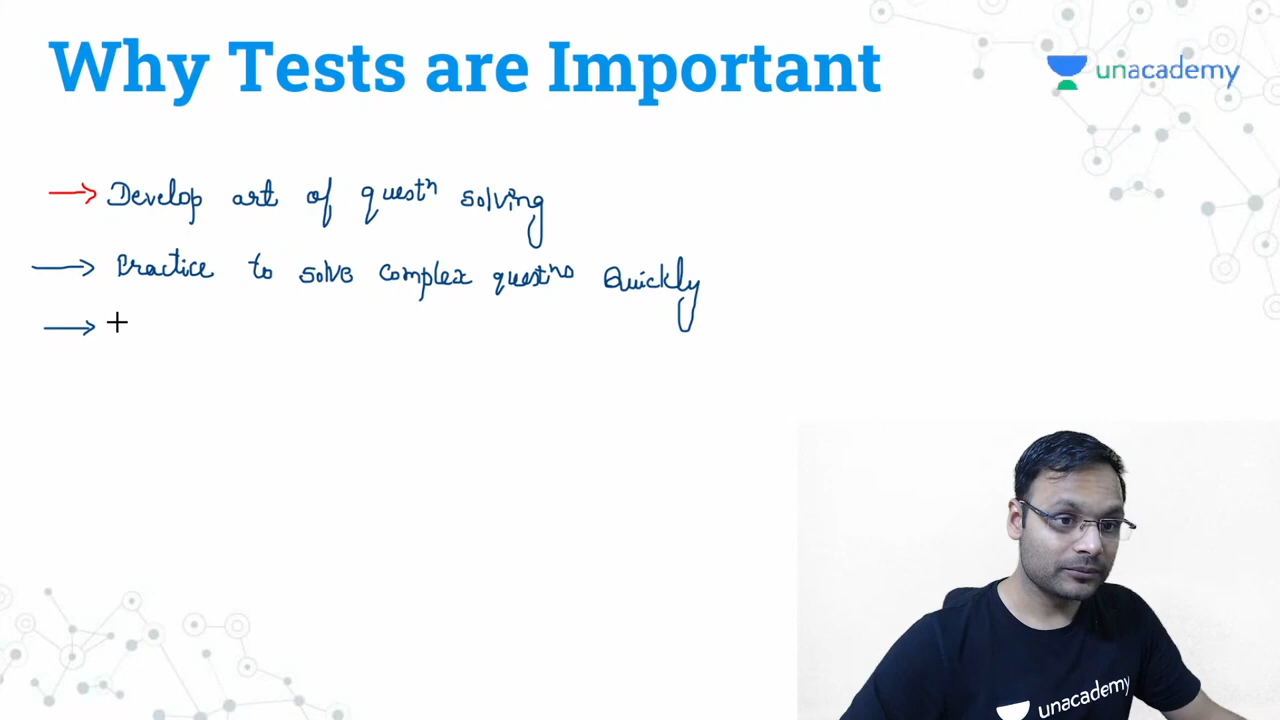 Why Tests are Important
unacademy
→ Develop art of questⁿ solving
→ Practice to solve complex questⁿs Quickly
→
unacademy